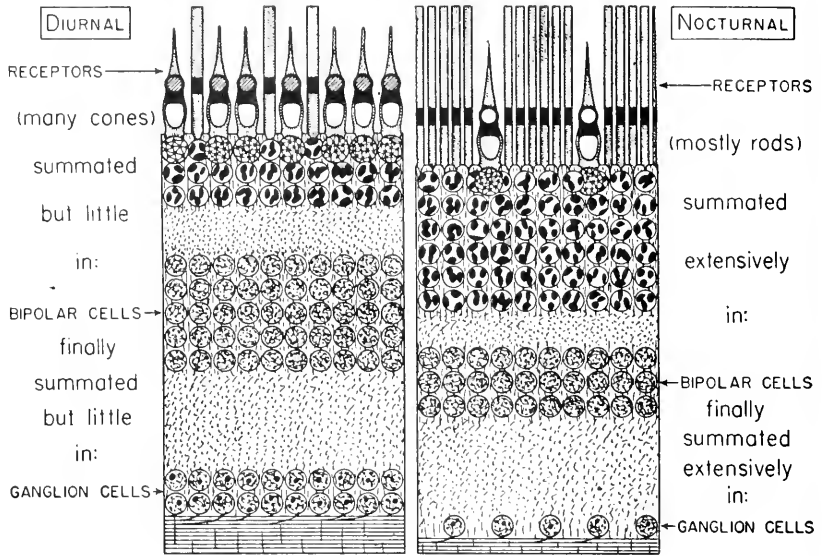 DIURNAL
RECEPTORS
(many cones)
summated
but little
in:
BIPOLAR CELLS
finally
summated
but little
in:
GANGLION CELLS
NOCTURNAL
RECEPTORS
(mostly rods)
summated
extensively
in:
BIPOLAR CELLS
finally
summated
extensively
in:
GANGLION CELLS